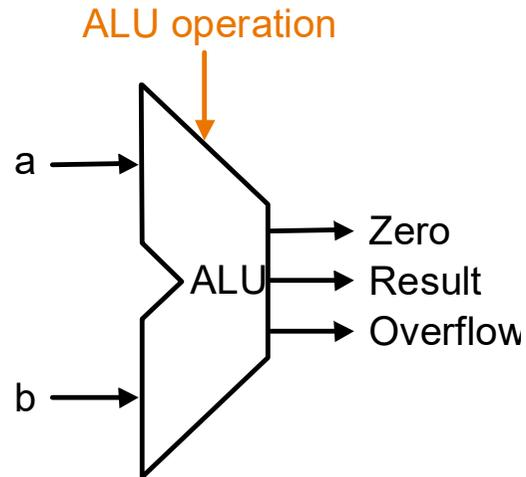 ALU operation
a
Zero
ALU
Result
Overflow
b